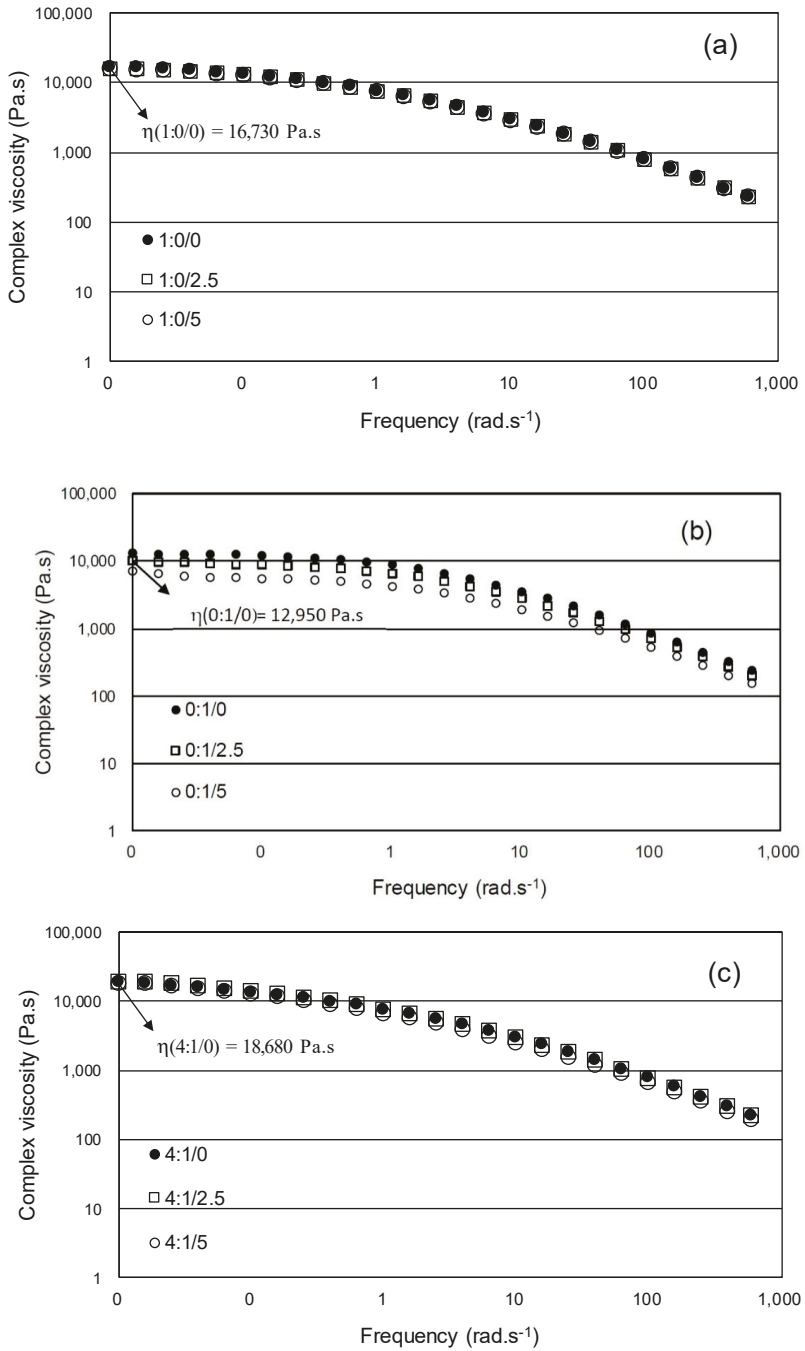 100,000
(a)
10,000
η(1:0/0) = 16,730 Pa.s
1,000
100
1:0/0
10
1:0/2.5
1:0/5
1
0 0 1 10 100 1,000
Complex viscosity (Pa.s)
Frequency (rad.s-1)
100,000
(b)
10,000
η(0:1/0)= 12,950 Pa.s
1,000
100
0:1/0
0:1/2.5
10
0:1/5
1
0 0 1 10 100 1,000
Complex viscosity (Pa.s)
Frequency (rad.s-1)
100,000
(c)
10,000
η(4:1/0) = 18,680 Pa.s
1,000
100
4:1/0
4:1/2.5
10
4:1/5
1
0 0 1 10 100 1,000
Complex viscosity (Pa.s)
Frequency (rad.s-1)